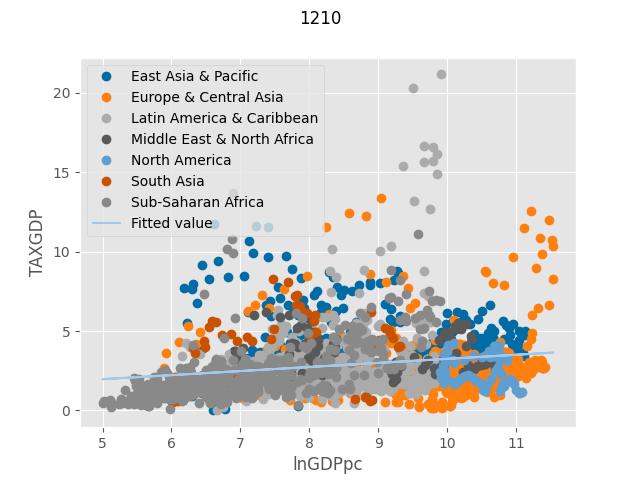 1210
East Asia & Pacific
Europe & Central Asia
Latin America & Caribbean
Middle East & North Africa
North America
South Asia
Sub-Saharan Africa
Fitted value
TAXGDP
20
15
10
5
0
5 6 7 8 9 10 11
lnGDPpc